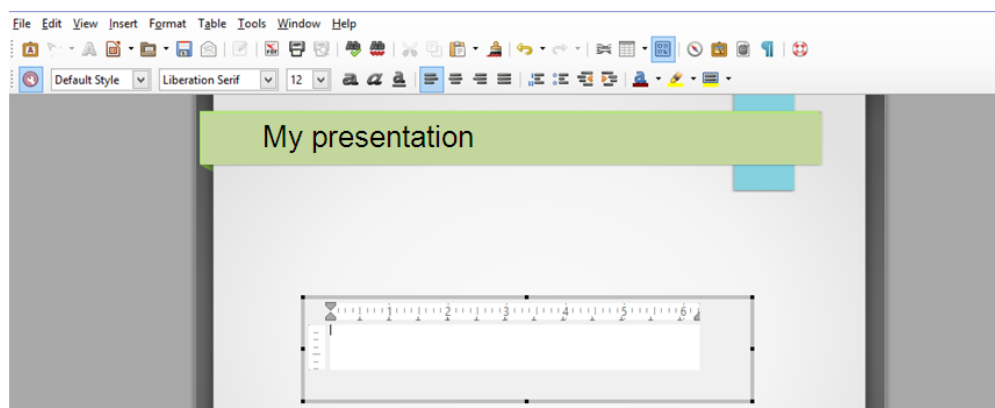 File Edit View Insert Format Table Tools Window Help
Default Style Liberation Serif 12
My presentation
1 2 3 4 5 6